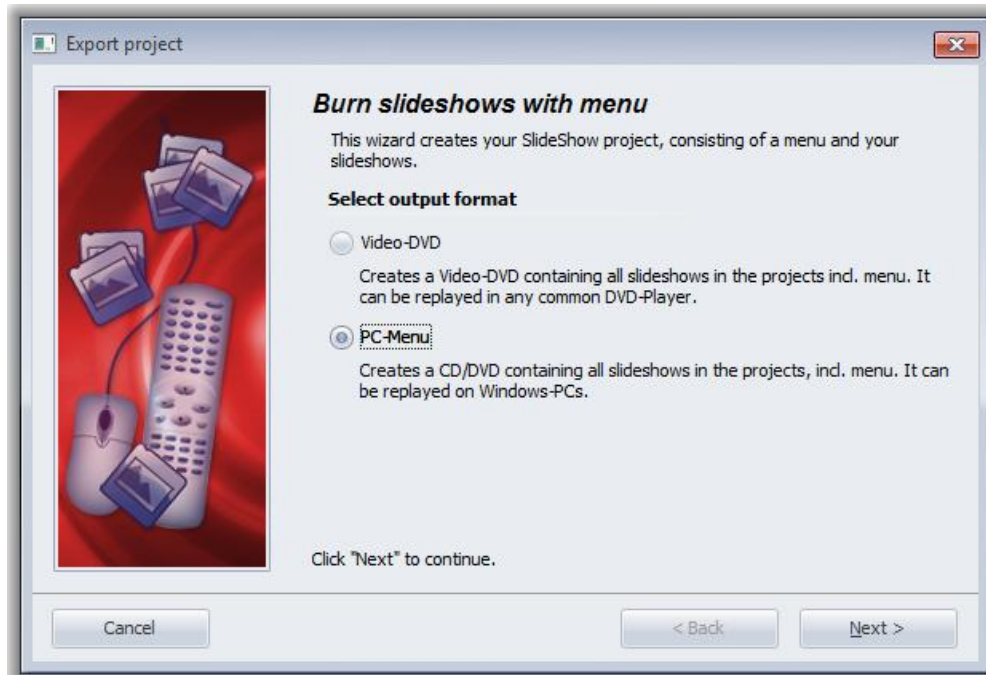 Export project
Burn slideshows with menu
This wizard creates your SlideShow project, consisting of a menu and your
slideshows.
Select output format
Video-DVD
Creates a Video-DVD containing all slideshows in the projects incl. menu. It
can be replayed in any common DVD-Player.
PC-Menu
Creates a CD/DVD containing all slideshows in the projects, incl. menu. It can
be replayed on Windows-PCs.
Click "Next" to continue.
Cancel
< Back
Next >